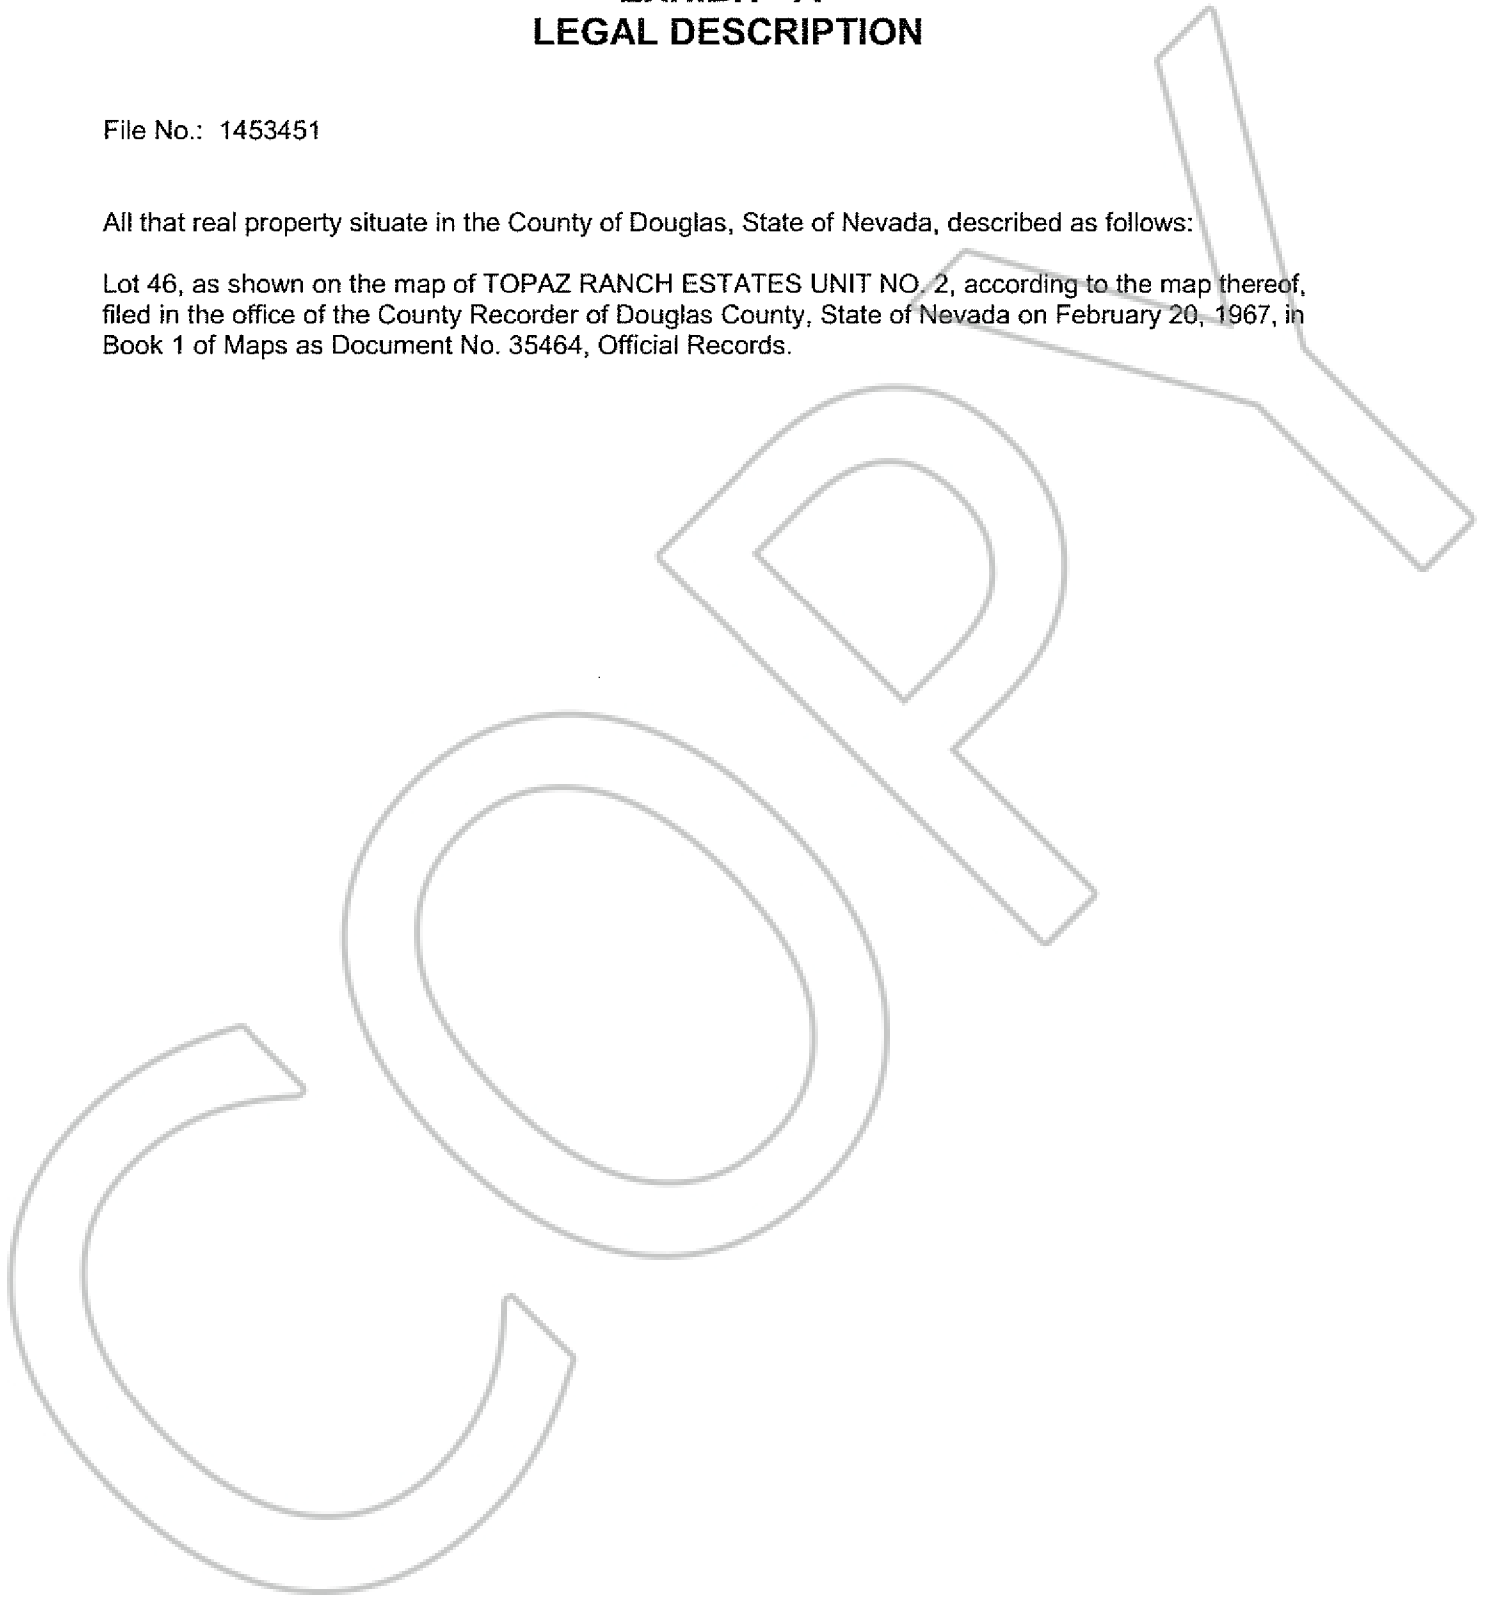 LEGAL DESCRIPTION
File No.: 1453451
All that real property situate in the County of Douglas, State of Nevada, described as follows:
Lot 46, as shown on the map of TOPAZ RANCH ESTATES UNIT NO. 2, according to the map thereof,
filed in the office of the County Recorder of Douglas County, State of Nevada on February 20, 1967, in
Book 1 of Maps as Document No. 35464, Official Records.
COPY